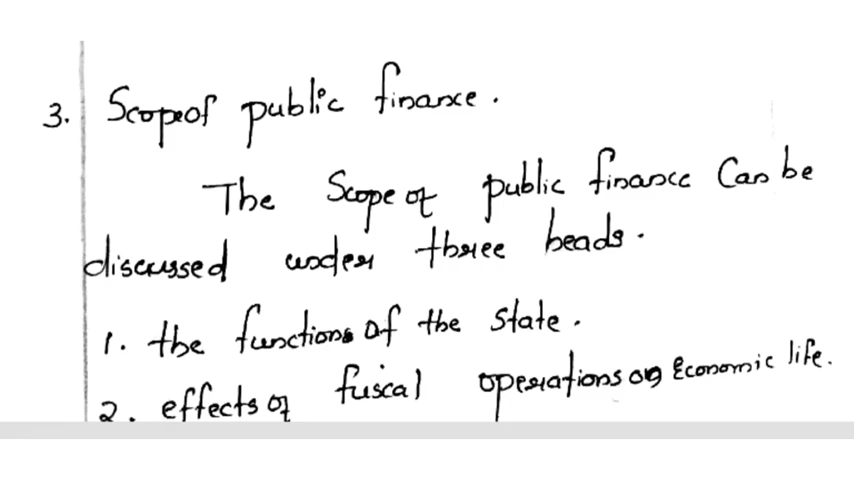 3. Scope of public finance.
The Scope of public finance Can be
discussed under three heads.
1. the functions of the state.
2. effects of fuscal operations on Economic life.